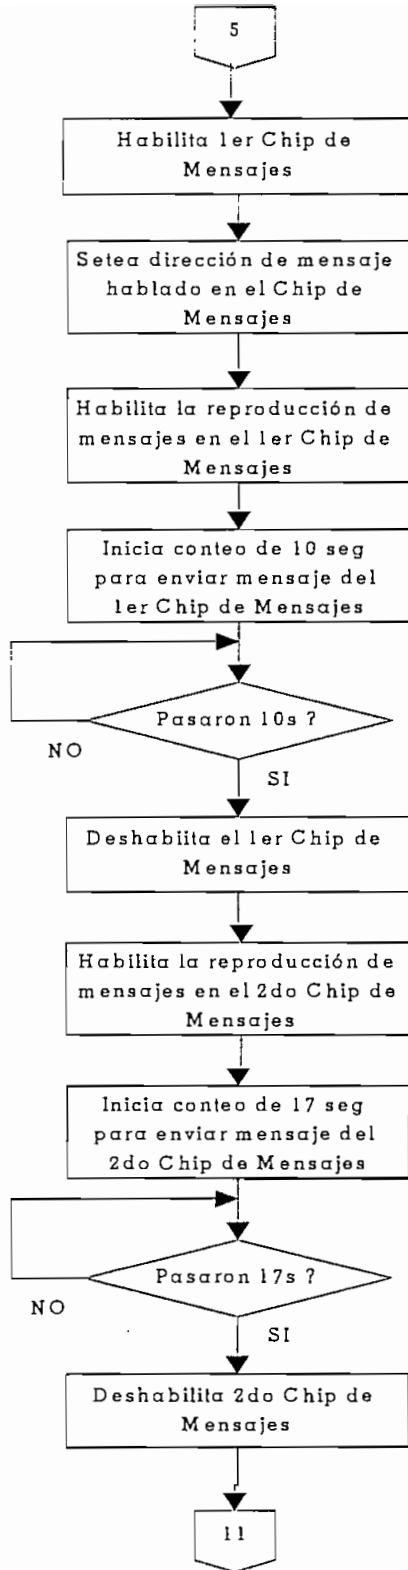 5
Habilita 1er Chip de
Mensajes
Setea dirección de mensaje
hablado en el Chip de
Mensajes
Habilita la reproducción de
mensajes en el 1er Chip de
Mensajes
Inicia conteo de 10 seg
para enviar mensaje del
1er Chip de Mensajes
Pasaron 10s ?
NO
SI
Deshabiita el 1er Chip de
Mensajes
Habilita la reproducción de
mensajes en el 2do Chip de
Mensajes
Inicia conteo de 17 seg
para enviar mensaje del
2do Chip de Mensajes
Pasaron 17s ?
NO
SI
Deshabilita 2do Chip de
Mensajes
11